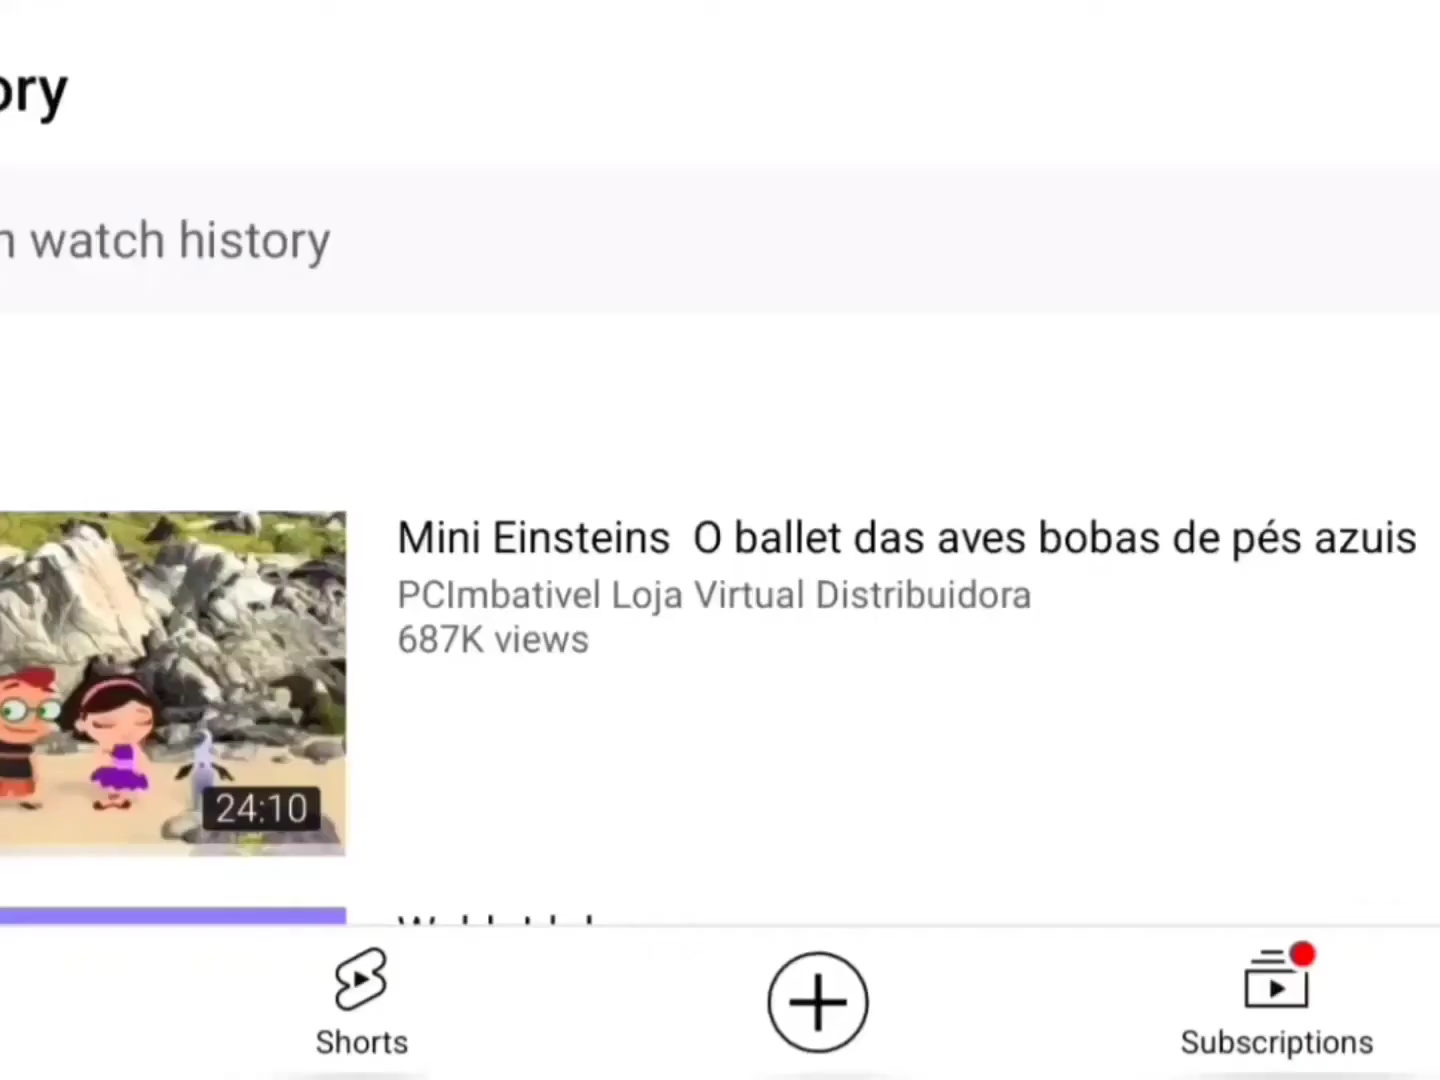 ory
n watch history
Mini Einsteins O ballet das aves bobas de pés azuis
PCImbativel Loja Virtual Distribuidora
687K views
24:10
Shorts
Subscriptions